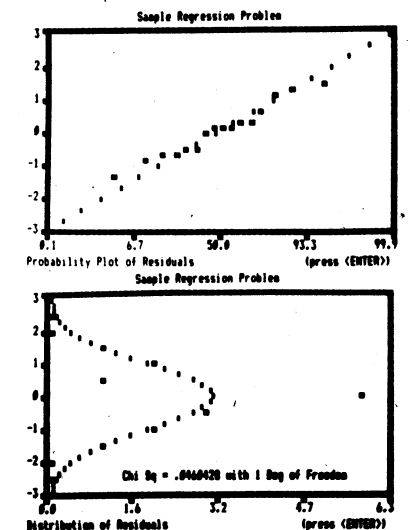 Sample Regression Problem
3
2
1
0
-1
-2
-3
0.1 6.7 50.0 93.3 99.9
Probability Plot of Residuals (press <ENTER>)
Sample Regression Problem
3
2
1
0
-1
-2
-3
Chi Sq = .0460428 with 1 Deg of Freedom
0.0 1.6 3.2 4.7 6.3
Distribution of Residuals (press <ENTER>)